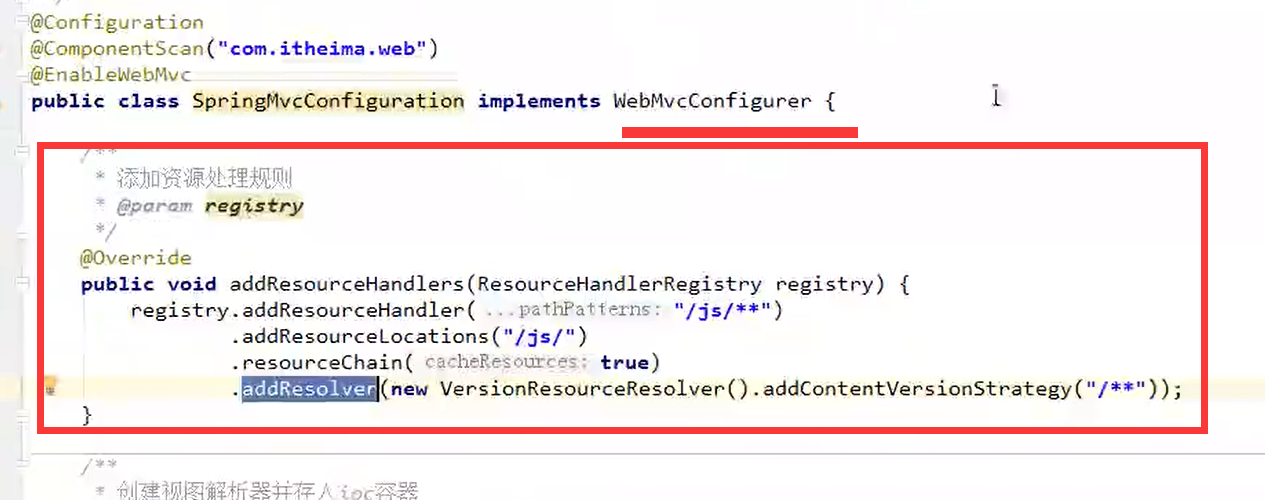 @Configuration
@ComponentScan("com.itheima.web")
@EnableWebMvc
public class SpringMvcConfiguration implements WebMvcConfigurer {
/**
* 添加资源处理规则
* @param registry
*/
@Override
public void addResourceHandlers(ResourceHandlerRegistry registry) {
registry.addResourceHandler( ...pathPatterns: "/js/**")
.addResourceLocations("/js/")
.resourceChain( cacheResources: true)
.addResolver(new VersionResourceResolver().addContentVersionStrategy("/**"));
}
/**
* 创建视图解析器并存入ioc容器